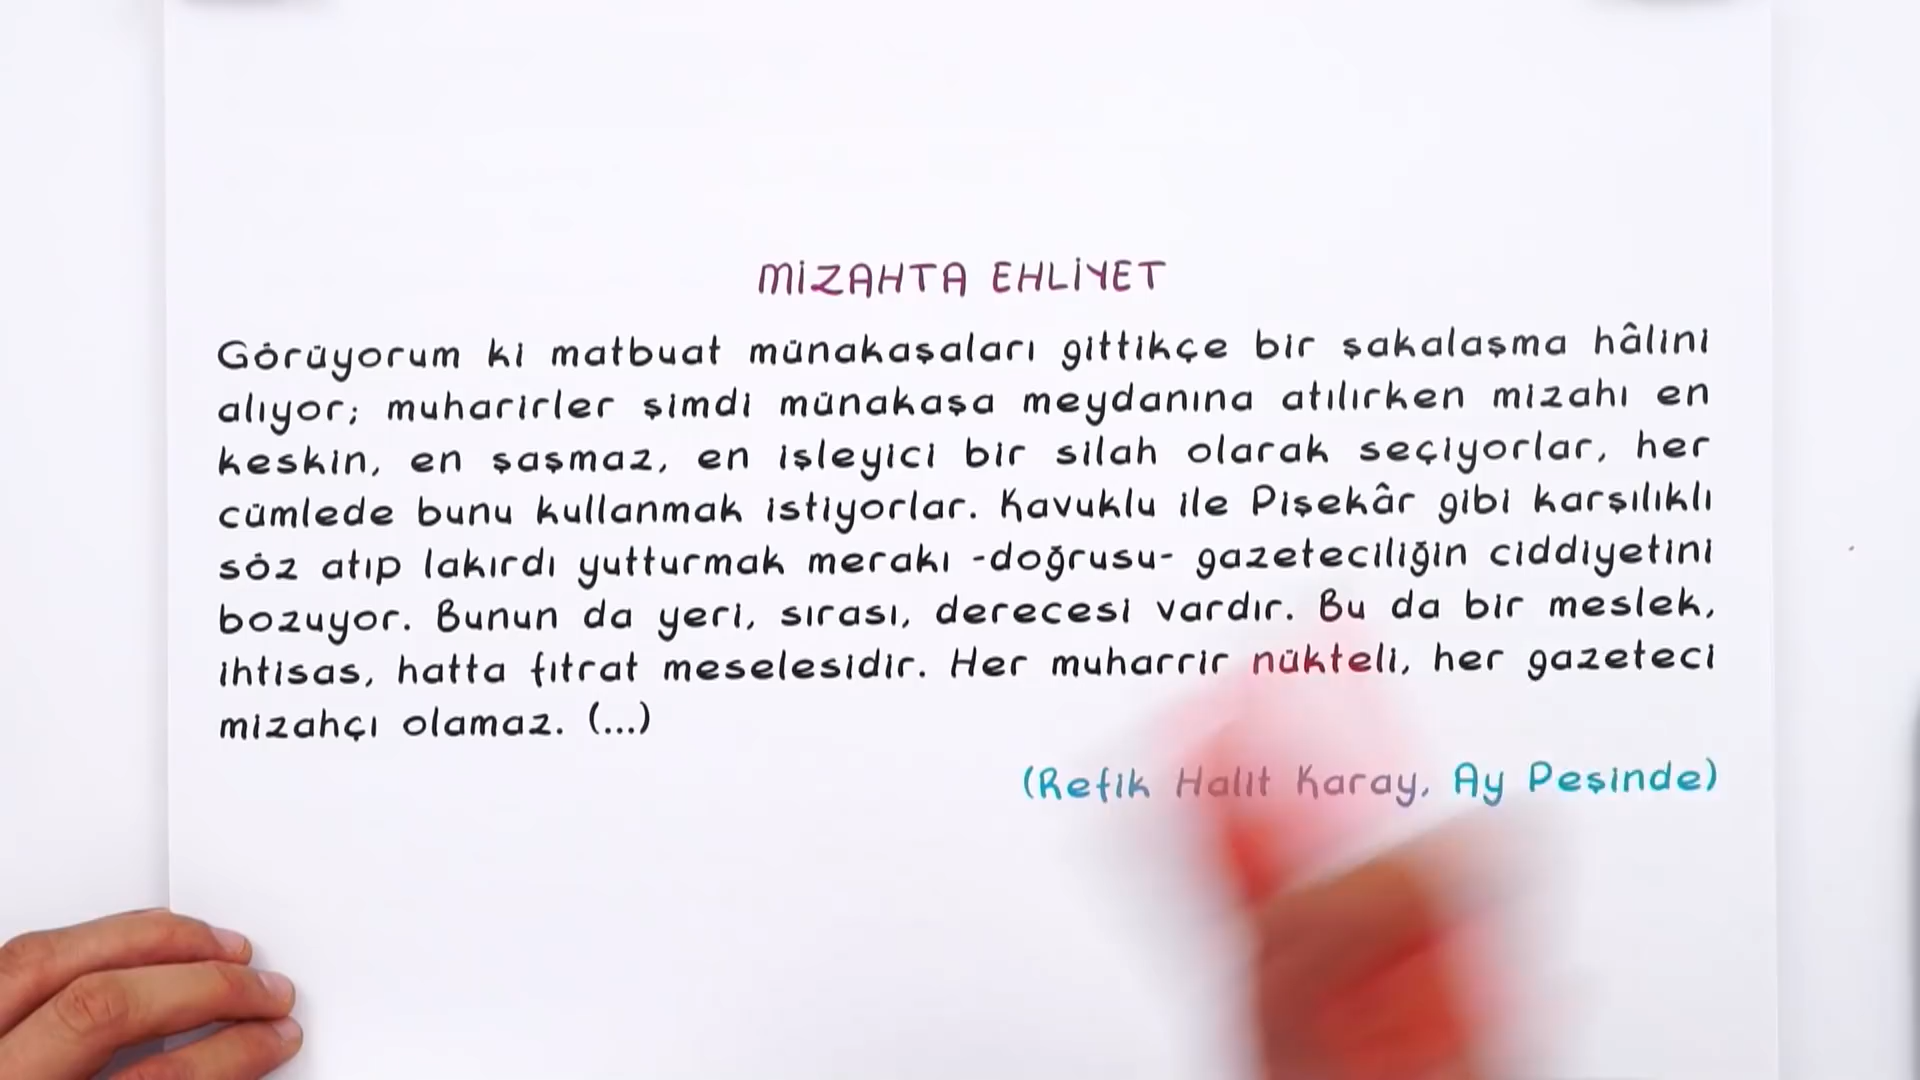 MİZAHTA EHLİYET
Görüyorum ki matbuat münakaşaları gittikçe bir şakalaşma hâlini
alıyor; muharirler şimdi münakaşa meydanına atılırken mizahı en
keskin, en şaşmaz, en işleyici bir silah olarak seçiyorlar, her
cümlede bunu kullanmak istiyorlar. Kavuklu ile Pişekâr gibi karşılıklı
söz atıp lakırdı yutturmak merakı -doğrusu- gazeteciliğin ciddiyetini
bozuyor. Bunun da yeri, sırası, derecesi vardır. Bu da bir meslek,
ihtisas, hatta fıtrat meselesidir. Her muharrir nükteli, her gazeteci
mizahçı olamaz. (...)
(Refik Halit Karay, Ay Peşinde)